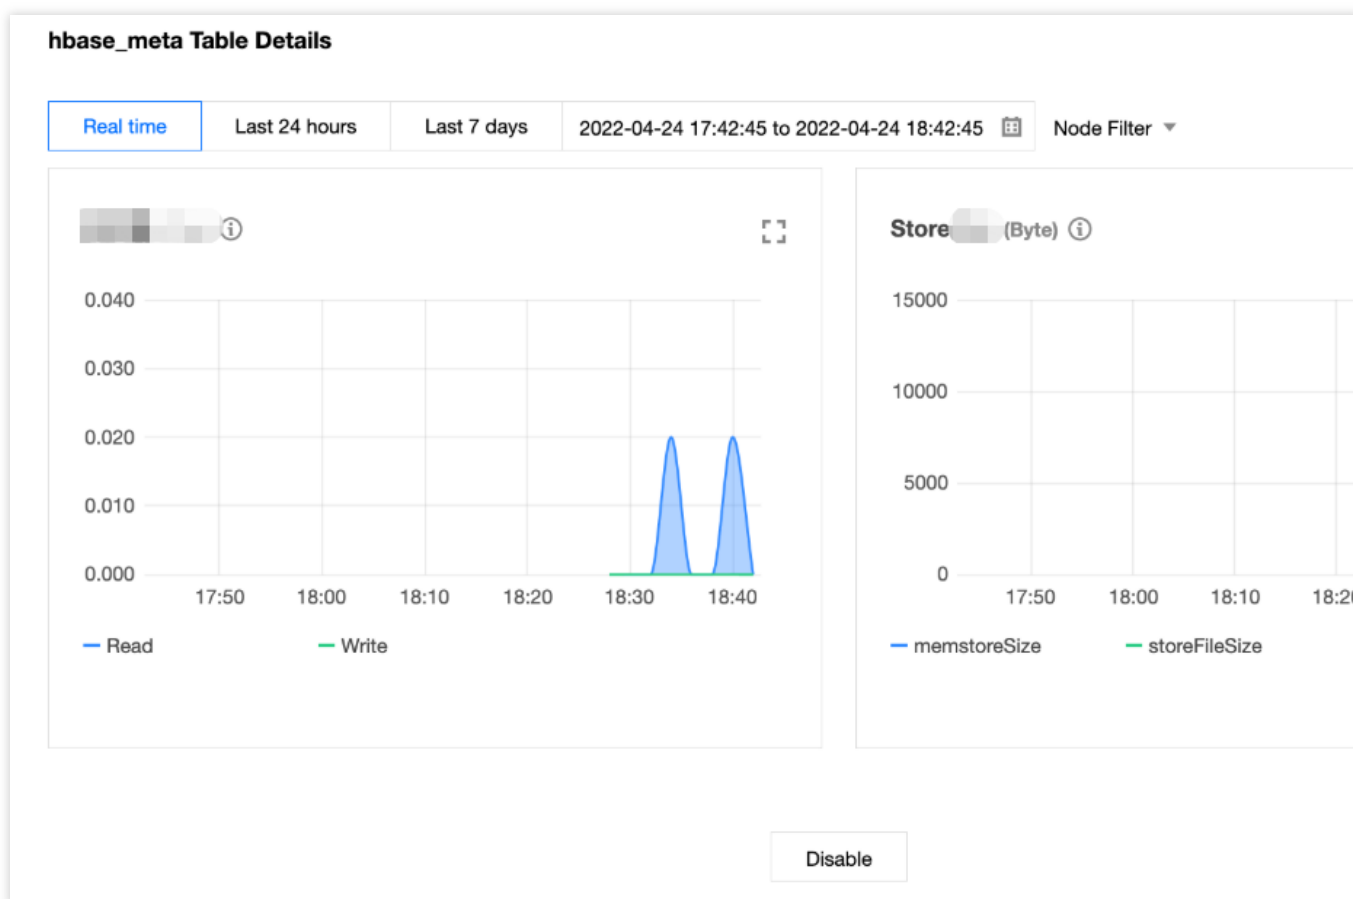 hbase_meta Table Details
Real time Last 24 hours Last 7 days 2022-04-24 17:42:45 to 2022-04-24 18:42:45 Node Filter
Store (Byte)
0.040
0.030
0.020
0.010
0.000
17:50 18:00 18:10 18:20 18:30 18:40
Read Write
15000
10000
5000
0
17:50 18:00 18:10
memstoreSize storeFileSize
Disable